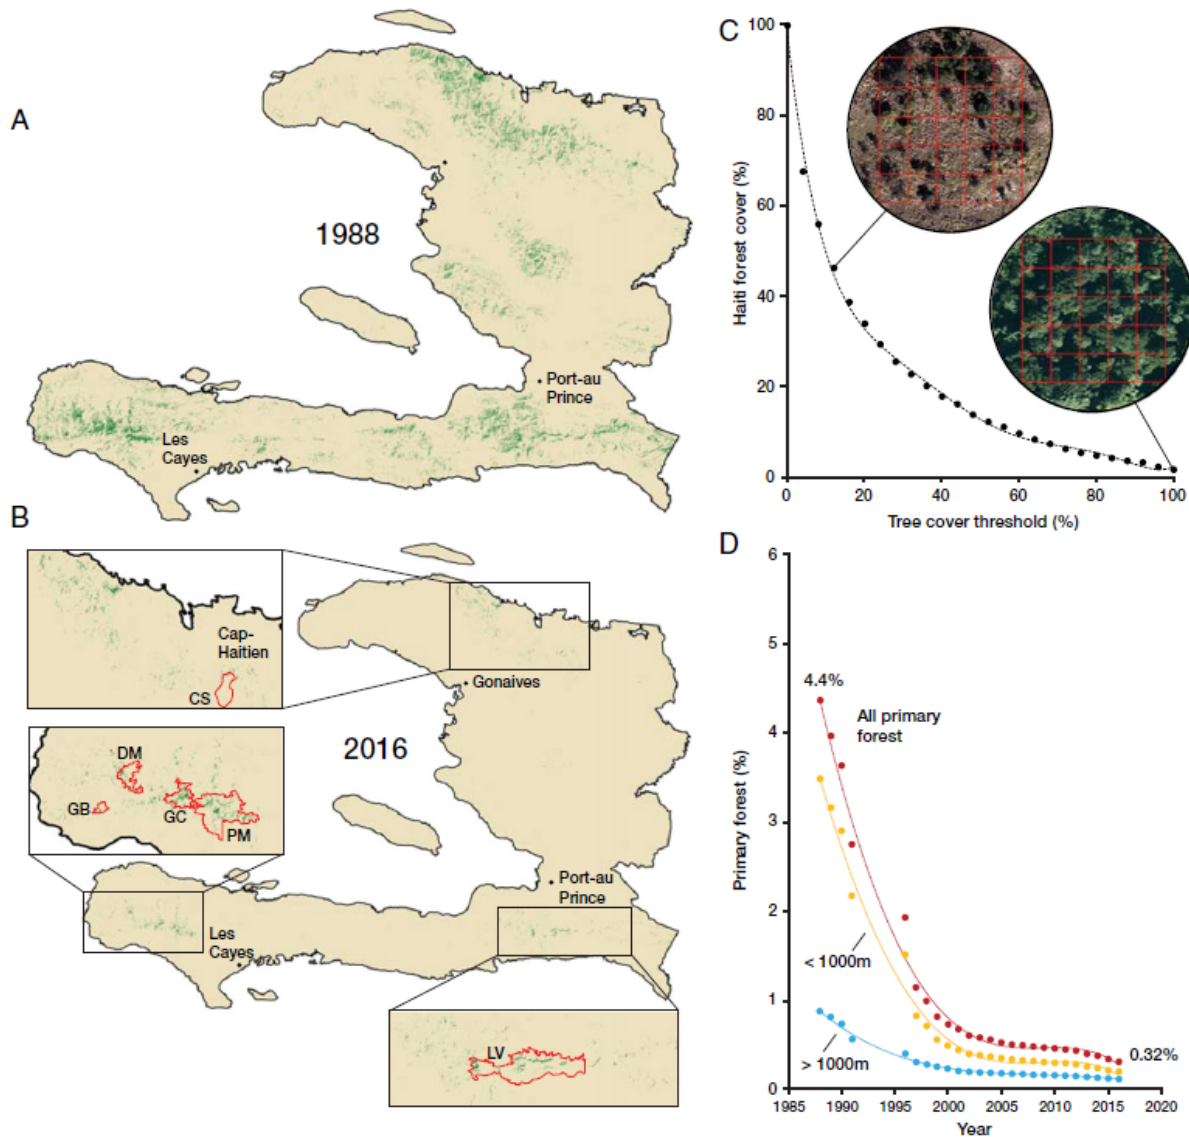 A
1988
Port-au
Prince
Les
Cayes
B
Cap-
Haitien
CS
DM
GB
GC
PM
Gonaives
2016
Port-au
Prince
Les
Cayes
LV
C
100
80
60
40
20
0
Haiti forest cover (%)
0 20 40 60 80 100
Tree cover threshold (%)
D
6
5
4
3
2
1
0
Primary forest (%)
4.4%
All primary
forest
< 1000m
> 1000m
0.32%
1985 1990 1995 2000 2005 2010 2015 2020
Year